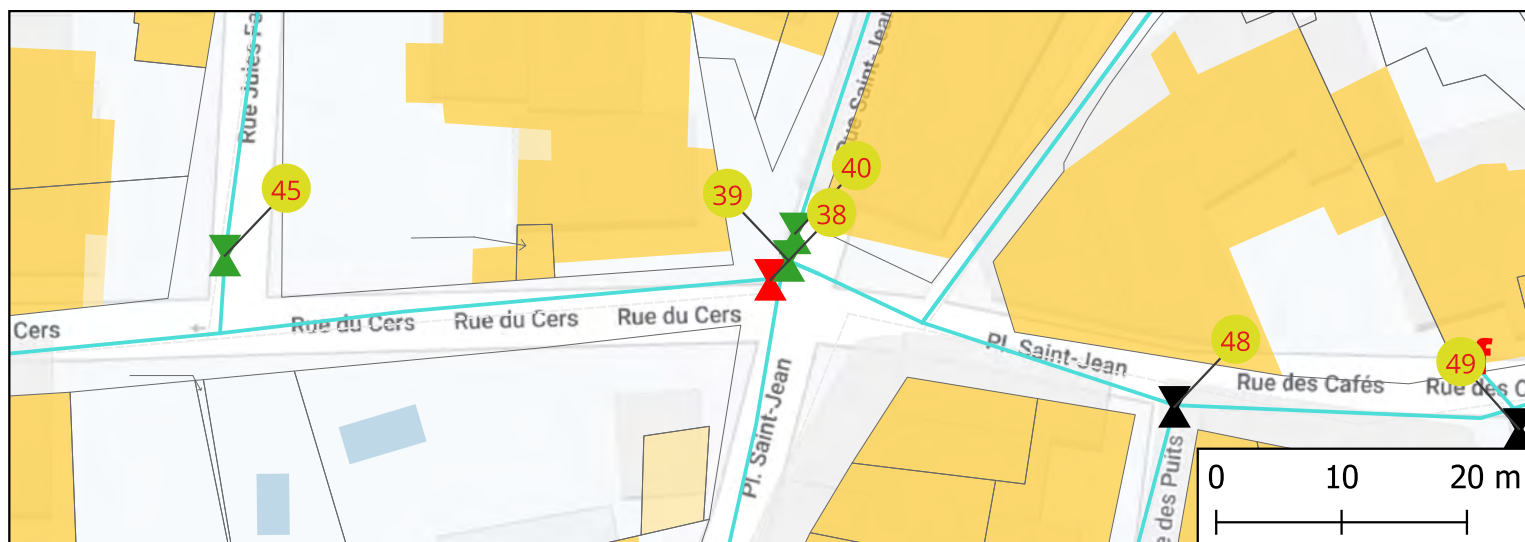 Rue Jules Fa
Rue Saint-Jean
40
45
39
38
Cers
Rue du Cers
Rue du Cers
Rue du Cers
Pl. Saint-Jean
48
49
f
Rue des Cafés
Rue des C
Pl. Saint-Jean
e des Puits
0 10 20 m